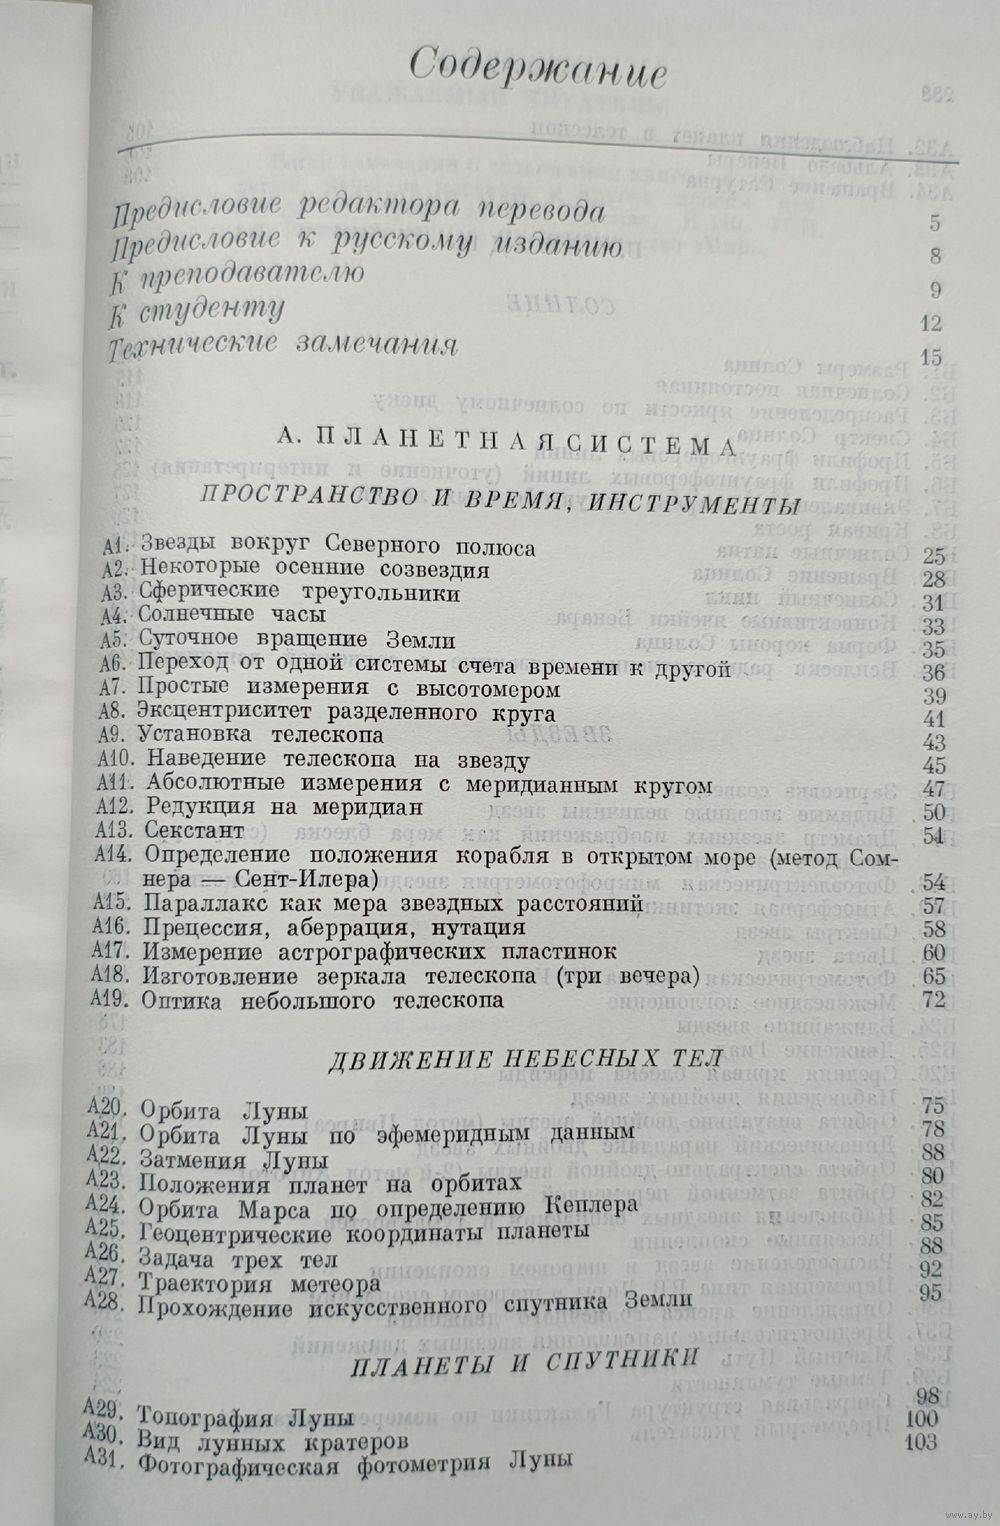 Содержание
Предисловие редактора перевода 5
Предисловие к русскому изданию 8
К преподавателю 9
К студенту 12
Технические замечания 15
А. ПЛАНЕТНАЯ СИСТЕМА
ПРОСТРАНСТВО И ВРЕМЯ, ИНСТРУМЕНТЫ
А1. Звезды вокруг Северного полюса 25
А2. Некоторые осенние созвездия 28
А3. Сферические треугольники 31
А4. Солнечные часы 33
А5. Суточное вращение Земли 35
А6. Переход от одной системы счета времени к другой 36
А7. Простые измерения с высотомером 39
А8. Эксцентриситет разделенного круга 41
А9. Установка телескопа 43
А10. Наведение телескопа на звезду 45
А11. Абсолютные измерения с меридианным кругом 47
А12. Редукция на меридиан 50
А13. Секстант 51
А14. Определение положения корабля в открытом море (метод Сом-
нера — Сент-Илера) 54
А15. Параллакс как мера звездных расстояний 57
А16. Прецессия, аберрация, нутация 58
А17. Измерение астрографических пластинок 60
А18. Изготовление зеркала телескопа (три вечера) 65
А19. Оптика небольшого телескопа 72
ДВИЖЕНИЕ НЕБЕСНЫХ ТЕЛ
А20. Орбита Луны 75
А21. Орбита Луны по эфемеридным данным 78
А22. Затмения Луны 88
А23. Положения планет на орбитах 80
А24. Орбита Марса по определению Кеплера 82
А25. Геоцентрические координаты планеты 85
А26. Задача трех тел 88
А27. Траектория метеора 92
А28. Прохождение искусственного спутника Земли 95
ПЛАНЕТЫ И СПУТНИКИ
А29. Топография Луны 98
А30. Вид лунных кратеров 100
А31. Фотографическая фотометрия Луны 103
www.ay.by